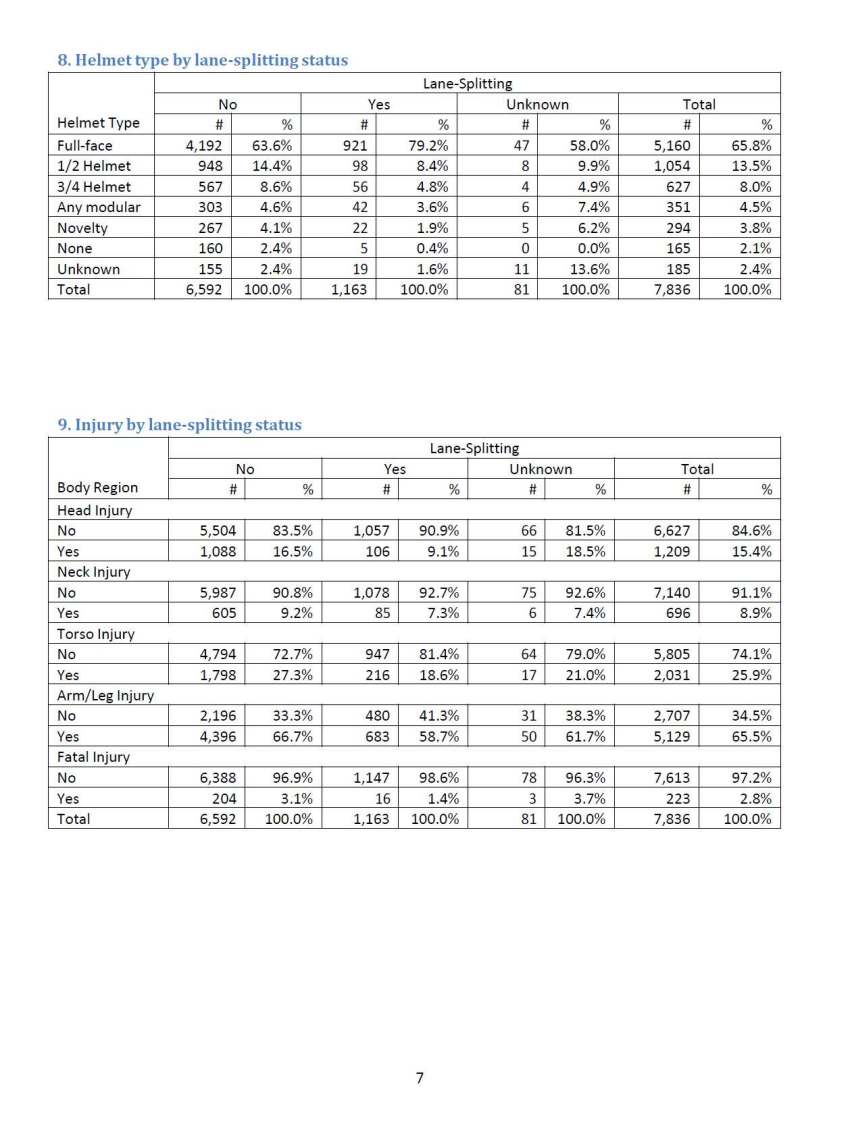 8. Helmet type by lane-splitting status
Lane-Splitting
No Yes Unknown Total
Helmet Type # % # % # % # %
Full-face 4,192 63.6% 921 79.2% 47 58.0% 5,160 65.8%
1/2 Helmet 948 14.4% 98 8.4% 8 9.9% 1,054 13.5%
3/4 Helmet 567 8.6% 56 4.8% 4 4.9% 627 8.0%
Any modular 303 4.6% 42 3.6% 6 7.4% 351 4.5%
Novelty 267 4.1% 22 1.9% 5 6.2% 294 3.8%
None 160 2.4% 5 0.4% 0 0.0% 165 2.1%
Unknown 155 2.4% 19 1.6% 11 13.6% 185 2.4%
Total 6,592 100.0% 1,163 100.0% 81 100.0% 7,836 100.0%
9. Injury by lane-splitting status
Lane-Splitting
No Yes Unknown Total
Body Region # % # % # % # %
Head Injury
No 5,504 83.5% 1,057 90.9% 66 81.5% 6,627 84.6%
Yes 1,088 16.5% 106 9.1% 15 18.5% 1,209 15.4%
Neck Injury
No 5,987 90.8% 1,078 92.7% 75 92.6% 7,140 91.1%
Yes 605 9.2% 85 7.3% 6 7.4% 696 8.9%
Torso Injury
No 4,794 72.7% 947 81.4% 64 79.0% 5,805 74.1%
Yes 1,798 27.3% 216 18.6% 17 21.0% 2,031 25.9%
Arm/Leg Injury
No 2,196 33.3% 480 41.3% 31 38.3% 2,707 34.5%
Yes 4,396 66.7% 683 58.7% 50 61.7% 5,129 65.5%
Fatal Injury
No 6,388 96.9% 1,147 98.6% 78 96.3% 7,613 97.2%
Yes 204 3.1% 16 1.4% 3 3.7% 223 2.8%
Total 6,592 100.0% 1,163 100.0% 81 100.0% 7,836 100.0%
7